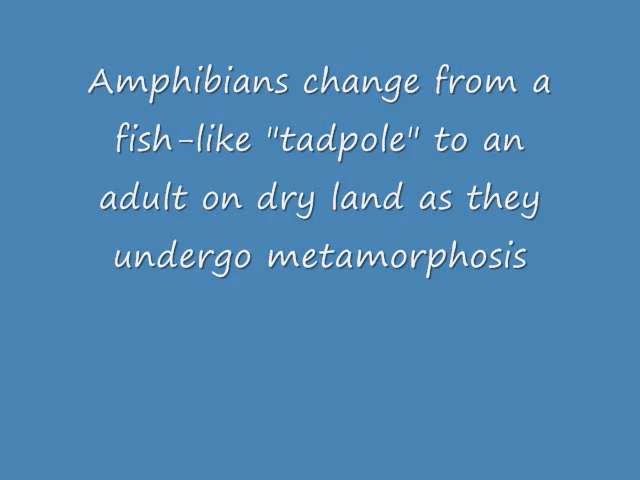 Amphibians change from a
fish-like "tadpole" to an
adult on dry land as they
undergo metamorphosis